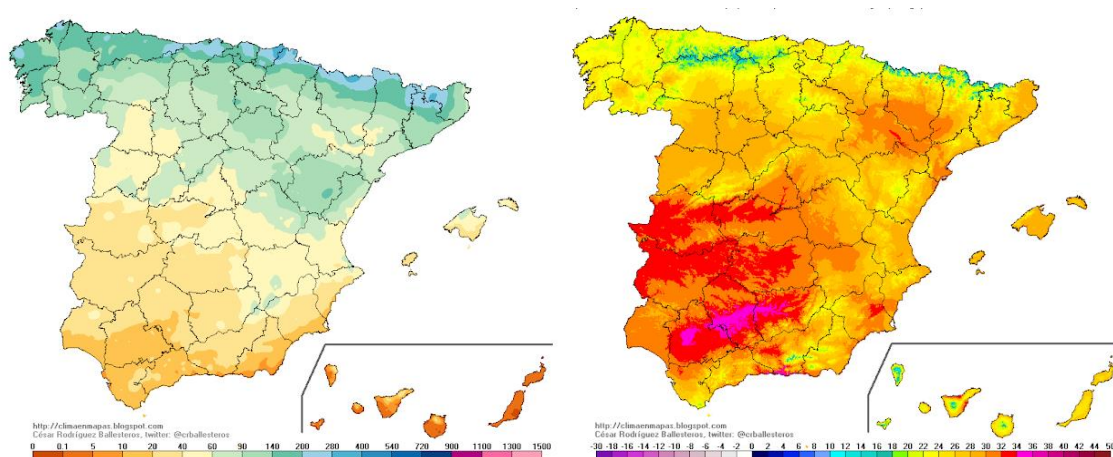 http://climaenmapas.blogspot.com
César Rodríguez Ballesteros, twitter: @crballesteros
0 0.1 5 10 20 40 60 90 140 200 280 400 540 720 900 1100 1300 1500
http://climaenmapas.blogspot.com
César Rodríguez Ballesteros, twitter: @crballesteros
-30 -18 -16 -14 -12 -10 -8 -6 -4 -2 0 2 4 6 8 10 12 14 16 18 20 22 24 26 28 30 32 34 36 38 40 42 44 50